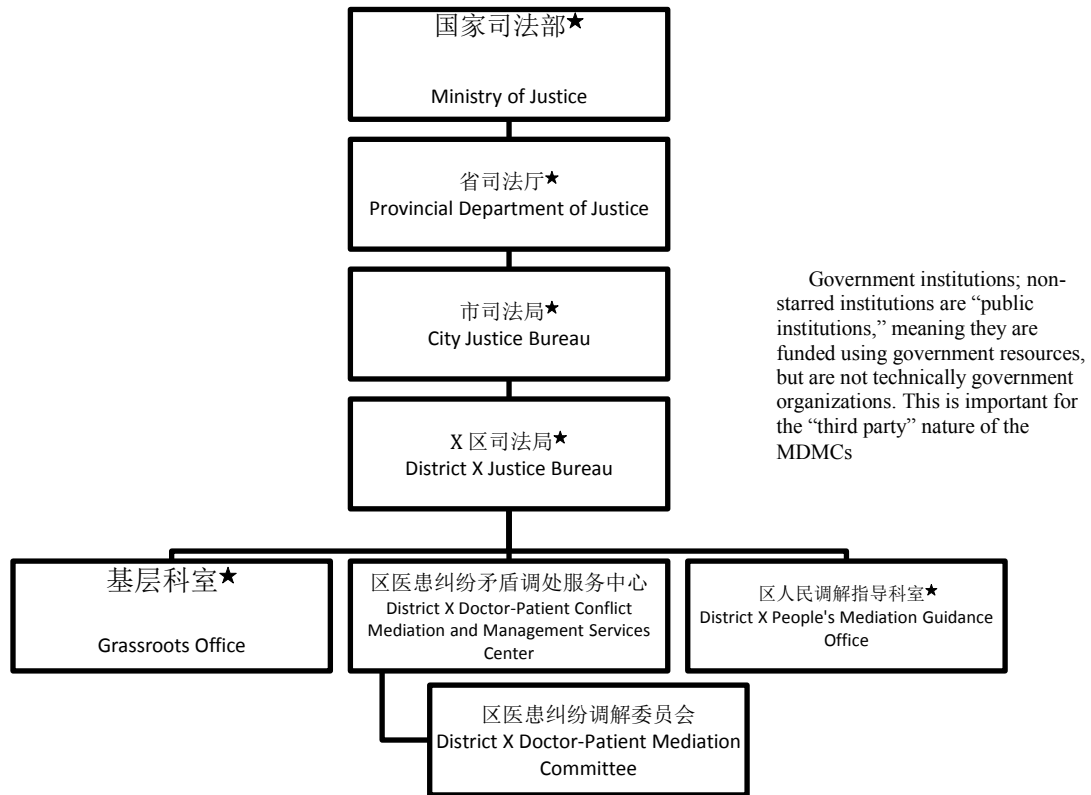 国家司法部★
Ministry of Justice
省司法厅★
Provincial Department of Justice
市司法局★
City Justice Bureau
X 区司法局★
District X Justice Bureau
Government institutions; non-
starred institutions are “public
institutions,” meaning they are
funded using government resources,
but are not technically government
organizations. This is important for
the “third party” nature of the
MDMCs
基层科室★
Grassroots Office
区医患纠纷矛盾调处服务中心
District X Doctor-Patient Conflict
Mediation and Management Services
Center
区人民调解指导科室★
District X People's Mediation Guidance
Office
区医患纠纷调解委员会
District X Doctor-Patient Mediation
Committee